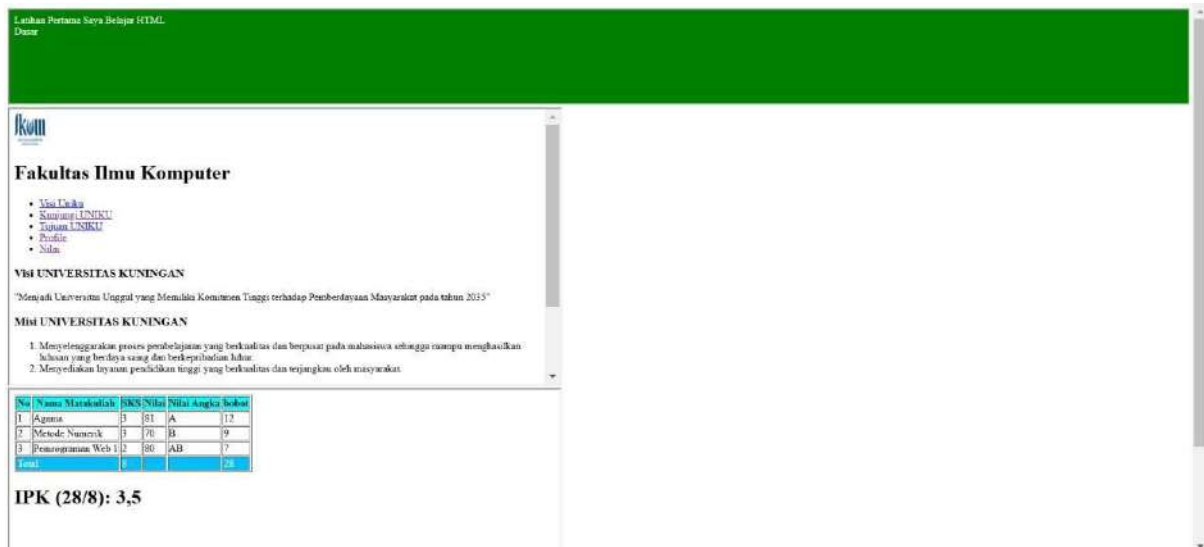 Latihan Pertama Saya Belajar HTML
Dasar
fkom
Fakultas Ilmu Komputer
Visi Uniku
Kunjungi UNIKU
Tujuan UNIKU
Profile
Nilai
Visi UNIVERSITAS KUNINGAN
"Menjadi Universitas Unggul yang Memiliki Komitmen Tinggi terhadap Pemberdayaan Masyarakat pada tahun 2035"
Misi UNIVERSITAS KUNINGAN
1. Menyelenggarakan proses pembelajaran yang berkualitas dan berpusat pada mahasiswa sehingga mampu menghasilkan
lulusan yang berdaya saing dan berkepribadian luhur.
2. Menyediakan layanan pendidikan tinggi yang berkualitas dan terjangkau oleh masyarakat.
No Nama Matakuliah SKS Nilai Nilai Angka bobot
1 Agama 3 81 A 12
2 Metode Numerik 3 70 B 9
3 Pemrograman Web 1 2 80 AB 7
Total 8 28
IPK (28/8): 3,5